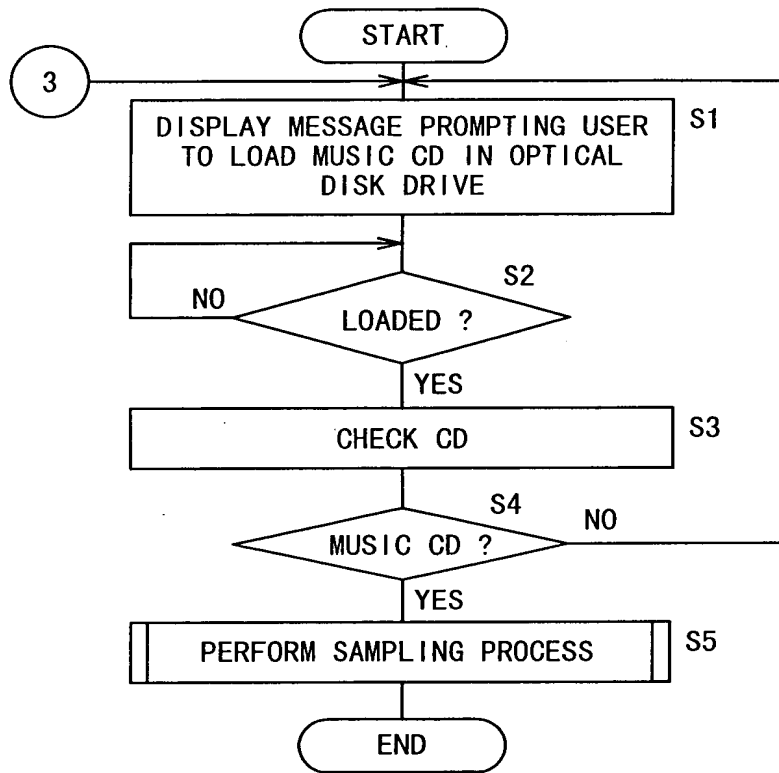 START
3
DISPLAY MESSAGE PROMPTING USER
TO LOAD MUSIC CD IN OPTICAL
DISK DRIVE
S1
S2
NO
LOADED ?
YES
CHECK CD
S3
S4
NO
MUSIC CD ?
YES
PERFORM SAMPLING PROCESS
S5
END